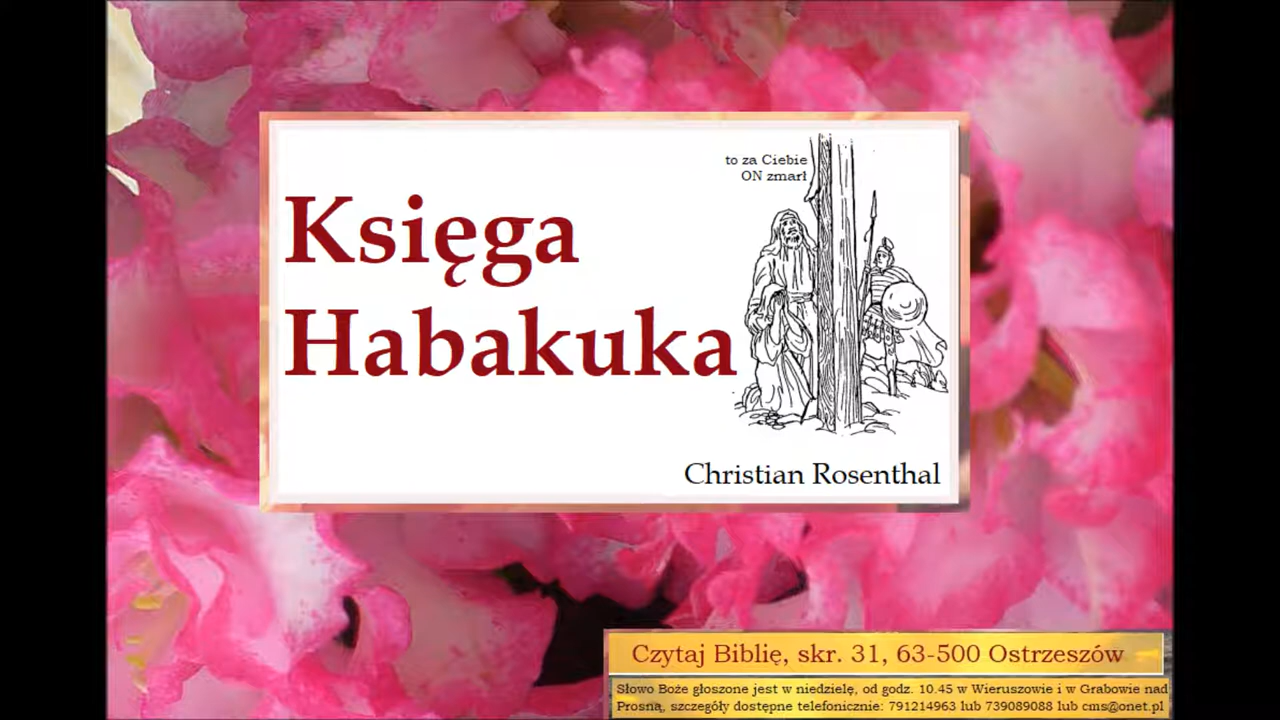 to za Ciebie
ON zmarł
Księga
Habakuka
Christian Rosenthal
Czytaj Biblię, skr. 31, 63-500 Ostrzeszów
Słowo Boże głoszone jest w niedzielę, od godz. 10.45 w Wieruszowie i w Grabowie nad
Prosną, szczegóły dostępne telefonicznie: 791214963 lub 739089088 lub cms@onet.pl